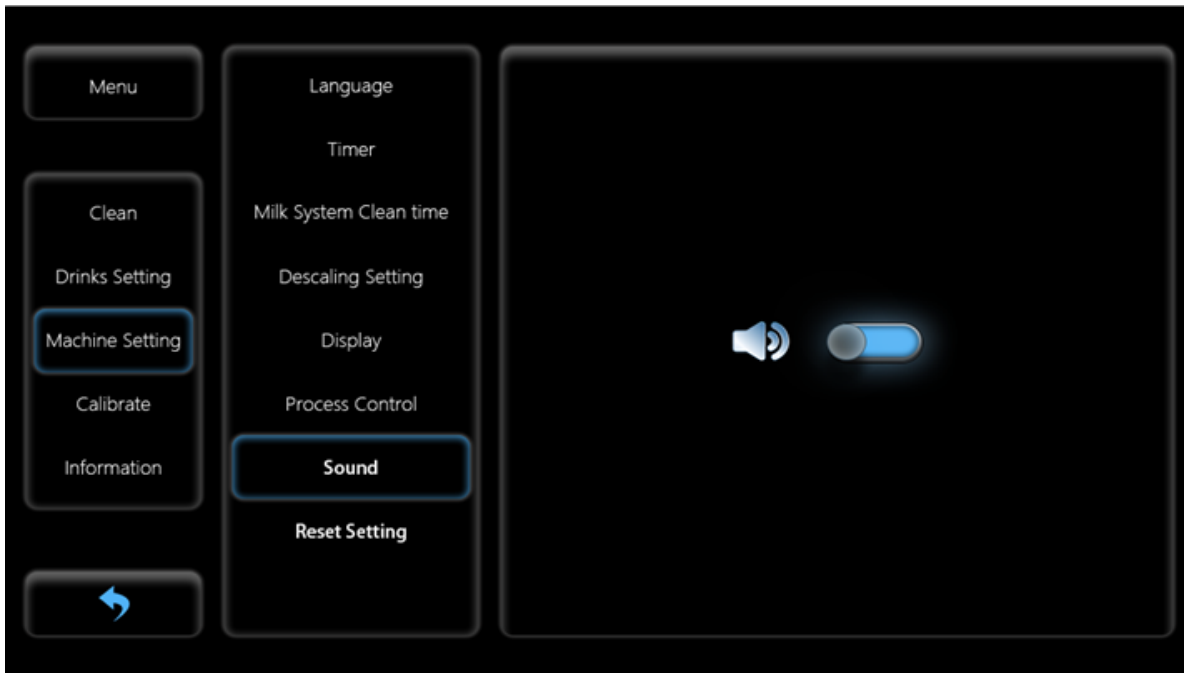 Menu
Clean
Drinks Setting
Machine Setting
Calibrate
Information
Language
Timer
Milk System Clean time
Descaling Setting
Display
Process Control
Sound
Reset Setting